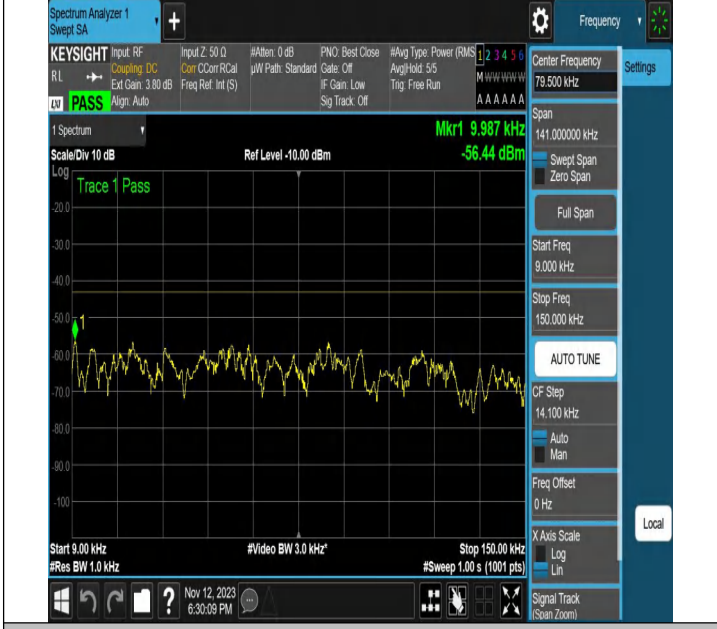 Spectrum Analyzer 1
Swept SA
+
Frequency
KEYSIGHT
RL
LXI PASS
Input: RF
Coupling: DC
Ext Gain: 3.80 dB
Align: Auto
Input Z: 50 Ω
Corr CCorr RCal
Freq Ref: Int (S)
#Atten: 0 dB
µW Path: Standard
PNO: Best Close
Gate: Off
IF Gain: Low
Sig Track: Off
#Avg Type: Power (RMS
Avg|Hold: 5/5
Trig: Free Run
1 2 3 4 5 6
M W W W W W
A A A A A A
Center Frequency
79.500 kHz
Settings
Span
141.000000 kHz
Swept Span
Zero Span
Full Span
Start Freq
9.000 kHz
Stop Freq
150.000 kHz
AUTO TUNE
CF Step
14.100 kHz
Auto
Man
Freq Offset
0 Hz
X Axis Scale
Log
Lin
Signal Track
(Span Zoom)
Local
1 Spectrum
Scale/Div 10 dB
Ref Level -10.00 dBm
Mkr1 9.987 kHz
-56.44 dBm
Log
Trace 1 Pass
-20.0
-30.0
-40.0
-50.0
1
-60.0
-70.0
-80.0
-90.0
-100
Start 9.00 kHz
#Video BW 3.0 kHz*
Stop 150.00 kHz
#Res BW 1.0 kHz
#Sweep 1.00 s (1001 pts)
?
Nov 12, 2023
6:30:09 PM